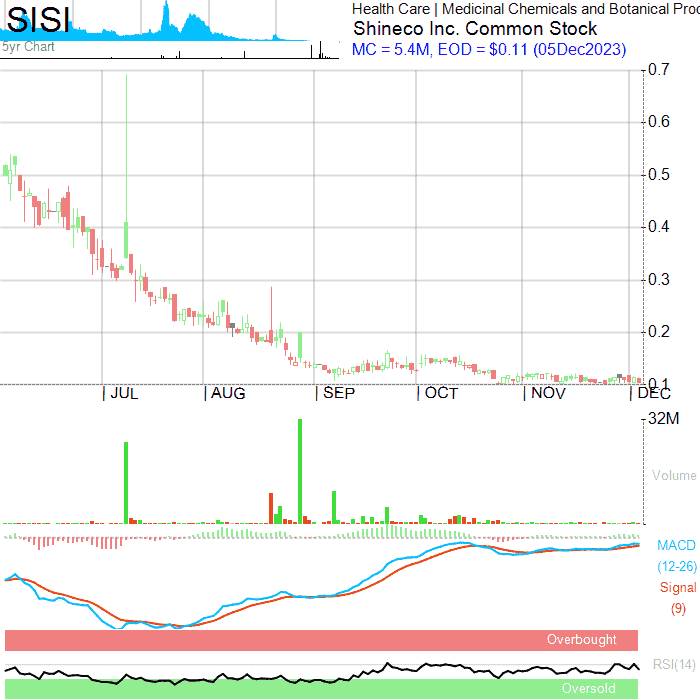 SISI
5yr Chart
Health Care | Medicinal Chemicals and Botanical Proc
Shineco Inc. Common Stock
MC = 5.4M, EOD = $0.11 (05Dec2023)
0.7
0.6
0.5
0.4
0.3
0.2
0.1
JUL
AUG
SEP
OCT
NOV
DEC
32M
Volume
MACD
(12-26)
Signal
(9)
Overbought
RSI(14)
Oversold